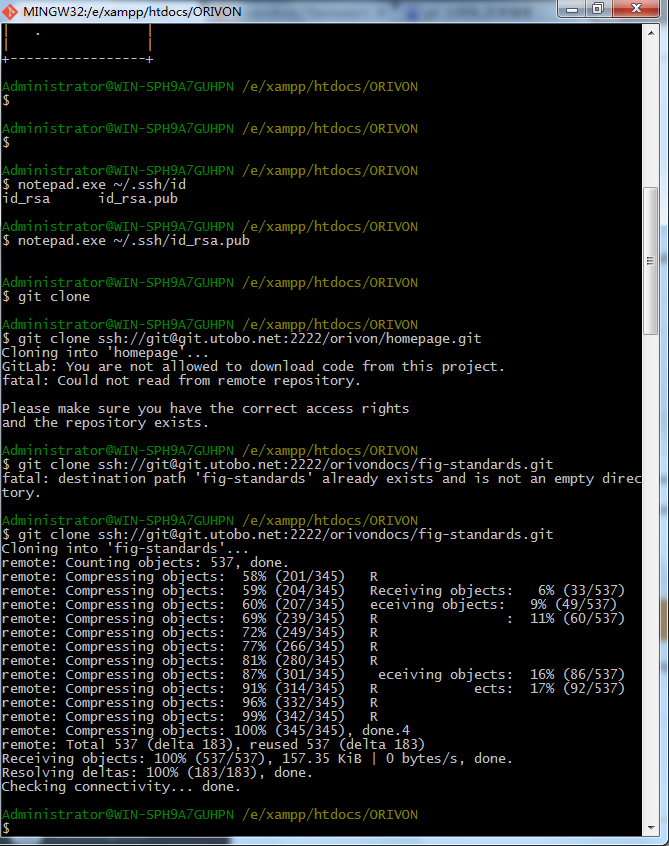 MINGW32:/e/xampp/htdocs/ORIVON
|   .             |
|                 |
+-----------------+
Administrator@WIN-SPH9A7GUHPN /e/xampp/htdocs/ORIVON
$
Administrator@WIN-SPH9A7GUHPN /e/xampp/htdocs/ORIVON
$
Administrator@WIN-SPH9A7GUHPN /e/xampp/htdocs/ORIVON
$ notepad.exe ~/.ssh/id
id_rsa      id_rsa.pub
Administrator@WIN-SPH9A7GUHPN /e/xampp/htdocs/ORIVON
$ notepad.exe ~/.ssh/id_rsa.pub
Administrator@WIN-SPH9A7GUHPN /e/xampp/htdocs/ORIVON
$ git clone
Administrator@WIN-SPH9A7GUHPN /e/xampp/htdocs/ORIVON
$ git clone ssh://git@git.utobo.net:2222/orivon/homepage.git
Cloning into 'homepage'...
GitLab: You are not allowed to download code from this project.
fatal: Could not read from remote repository.
Please make sure you have the correct access rights
and the repository exists.
Administrator@WIN-SPH9A7GUHPN /e/xampp/htdocs/ORIVON
$ git clone ssh://git@git.utobo.net:2222/orivondocs/fig-standards.git
fatal: destination path 'fig-standards' already exists and is not an empty direc
tory.
Administrator@WIN-SPH9A7GUHPN /e/xampp/htdocs/ORIVON
$ git clone ssh://git@git.utobo.net:2222/orivondocs/fig-standards.git
Cloning into 'fig-standards'...
remote: Counting objects: 537, done.
remote: Compressing objects:  58% (201/345)   R
remote: Compressing objects:  59% (204/345)   Receiving objects:   6% (33/537)
remote: Compressing objects:  60% (207/345)   eceiving objects:   9% (49/537)
remote: Compressing objects:  69% (239/345)   R                :  11% (60/537)
remote: Compressing objects:  72% (249/345)   R
remote: Compressing objects:  77% (266/345)   R
remote: Compressing objects:  81% (280/345)   R
remote: Compressing objects:  87% (301/345)    eceiving objects:  16% (86/537)
remote: Compressing objects:  91% (314/345)   R            ects:  17% (92/537)
remote: Compressing objects:  96% (332/345)   R
remote: Compressing objects:  99% (342/345)   R
remote: Compressing objects: 100% (345/345), done.4
remote: Total 537 (delta 183), reused 537 (delta 183)
Receiving objects: 100% (537/537), 157.35 KiB | 0 bytes/s, done.
Resolving deltas: 100% (183/183), done.
Checking connectivity... done.
Administrator@WIN-SPH9A7GUHPN /e/xampp/htdocs/ORIVON
$